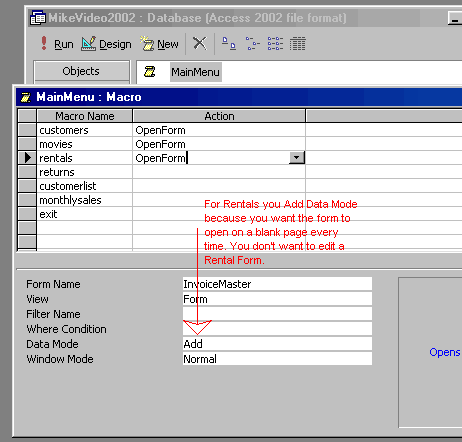 MikeVideo2002 : Database (Access 2002 file format)
Run Design New
Objects MainMenu
MainMenu : Macro
Macro Name Action
customers OpenForm
movies OpenForm
rentals OpenForm
returns
customerlist
monthlysales
exit
For Rentals you Add Data Mode
because you want the form to
open on a blank page every
time. You don't want to edit a
Rental Form.
Form Name InvoiceMaster
View Form
Filter Name
Where Condition
Data Mode Add
Window Mode Normal
Opens